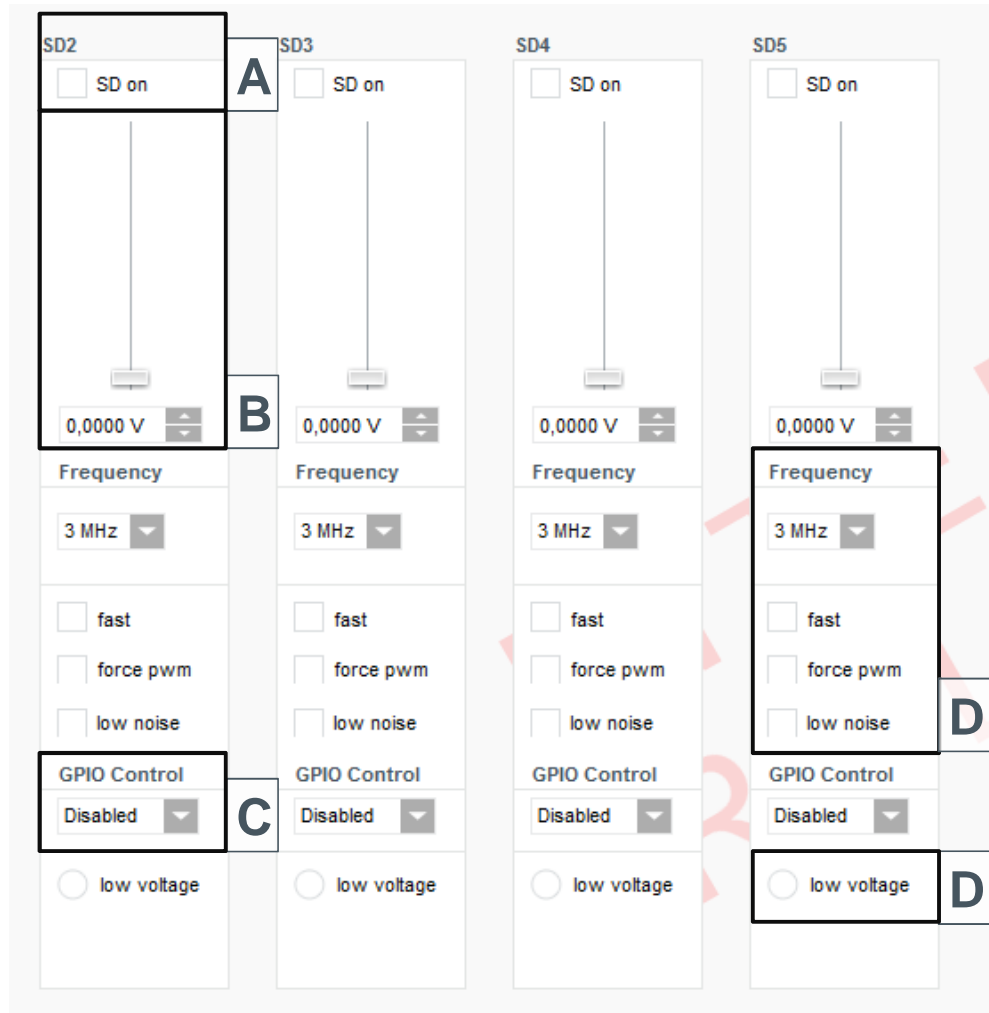 SD2 SD3 SD4 SD5
SD on A SD on SD on SD on
0,0000 V B 0,0000 V 0,0000 V 0,0000 V
Frequency Frequency Frequency Frequency
3 MHz 3 MHz 3 MHz 3 MHz
fast fast fast fast
force pwm force pwm force pwm force pwm
low noise low noise low noise low noise D
GPIO Control GPIO Control GPIO Control GPIO Control
Disabled C Disabled Disabled Disabled
low voltage low voltage low voltage low voltage D